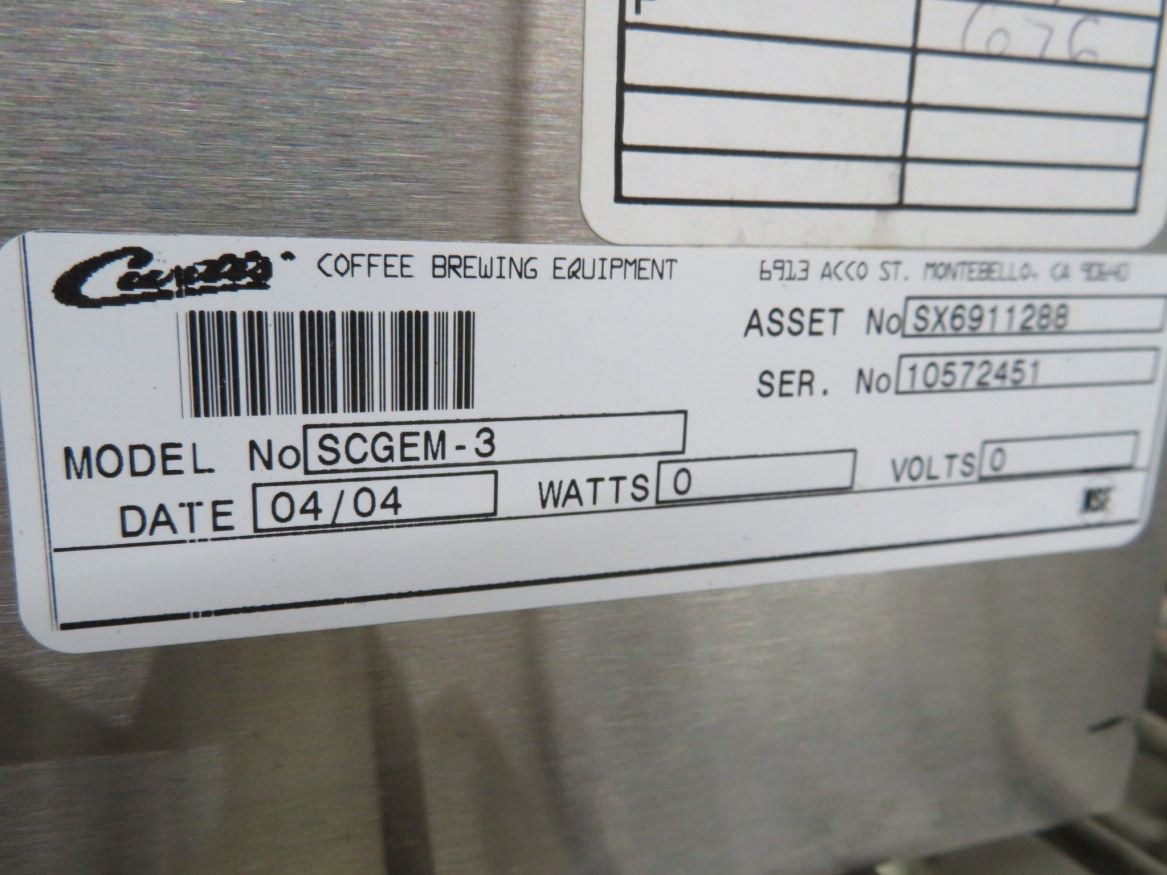 676
Curtis COFFEE BREWING EQUIPMENT 6913 ACCO ST. MONTEBELLO, CA 90640
ASSET No SX6911288
SER. No 10572451
MODEL No SCGEM-3
DATE 04/04 WATTS 0 VOLTS 0
NSF